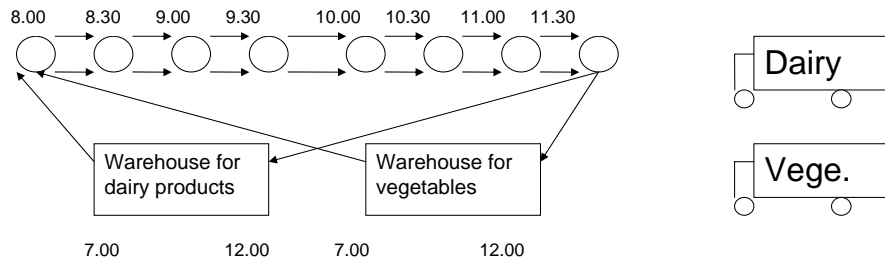 8.00 8.30 9.00 9.30 10.00 10.30 11.00 11.30
Dairy
Warehouse for
dairy products
Warehouse for
vegetables
Vege.
7.00 12.00 7.00 12.00